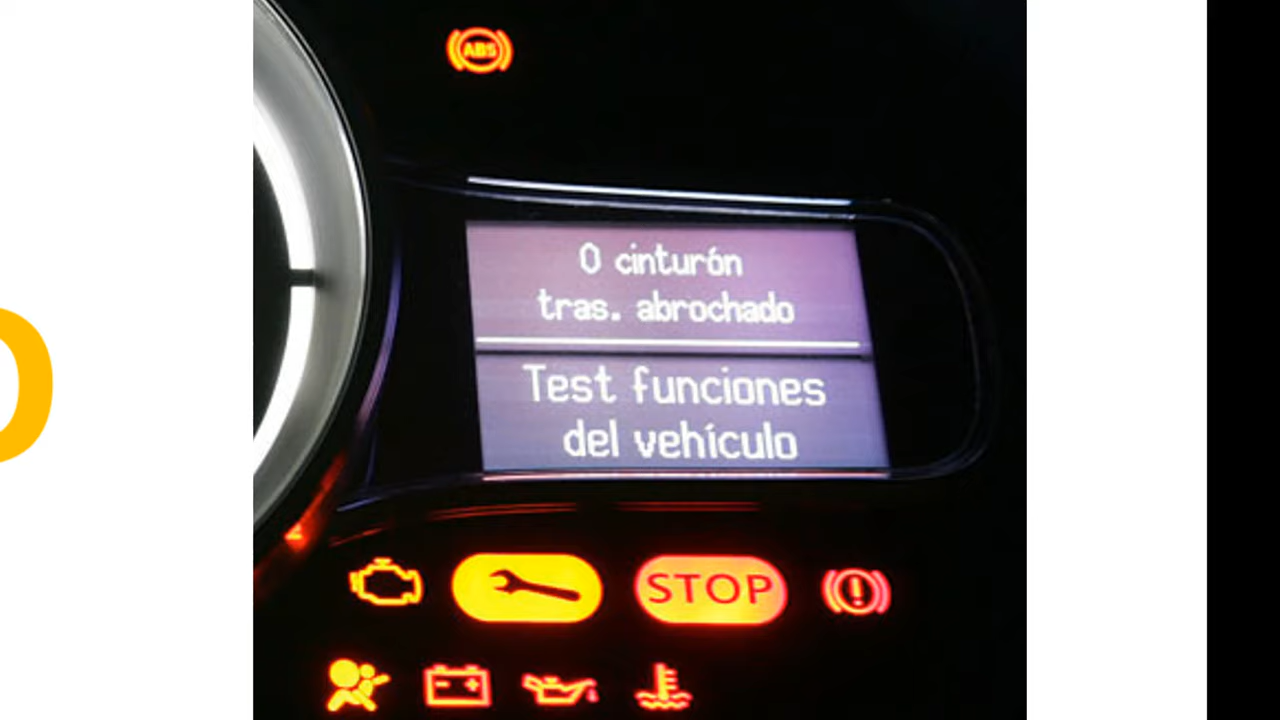 ABS
0 cinturón
tras. abrochado
Test funciones
del vehículo
STOP